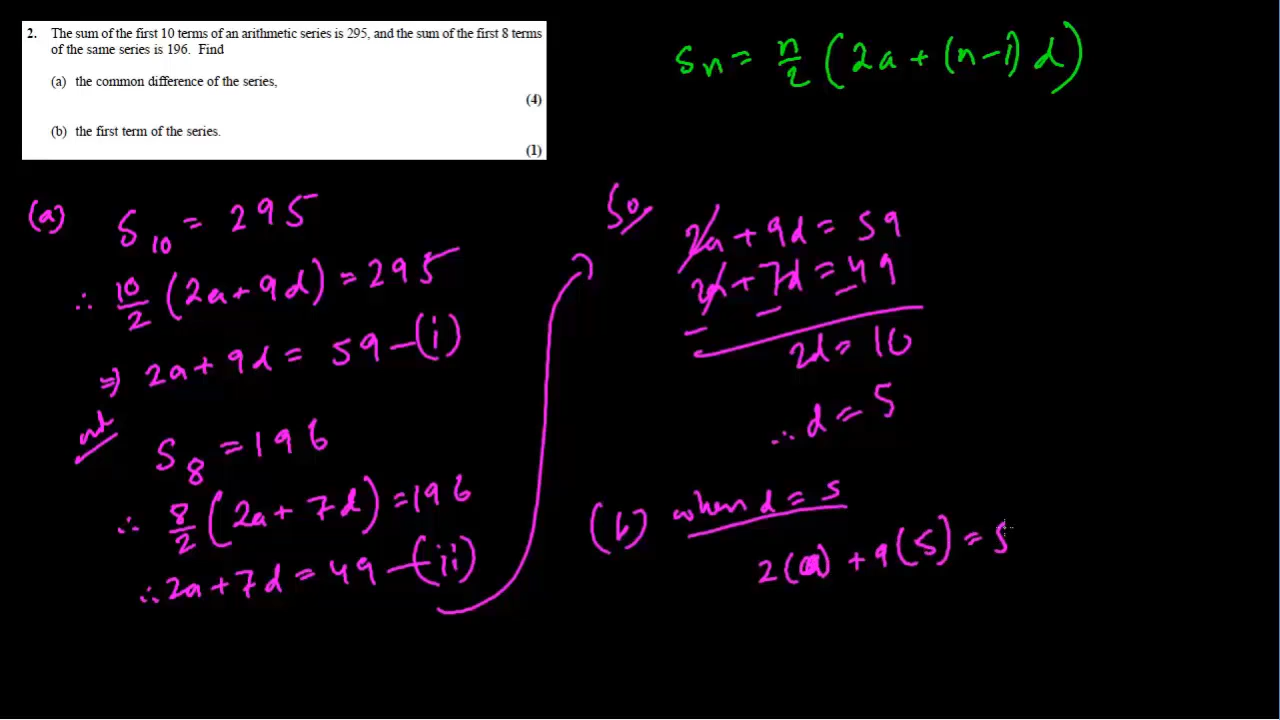 2. The sum of the first 10 terms of an arithmetic series is 295, and the sum of the first 8 terms
of the same series is 196. Find
(a) the common difference of the series,
(4)
(b) the first term of the series.
(1)
Sn = n/2 (2a + (n-1) d)
(a) S10 = 295
∴ 10/2 (2a + 9d) = 295
⇒ 2a + 9d = 59 - (i)
and
S8 = 196
∴ 8/2 (2a + 7d) = 196
∴ 2a + 7d = 49 - (ii)
So,
2a + 9d = 59
2a + 7d = 49
2d = 10
∴ d = 5
(b) when d = 5
2(a) + 9(5) = 5